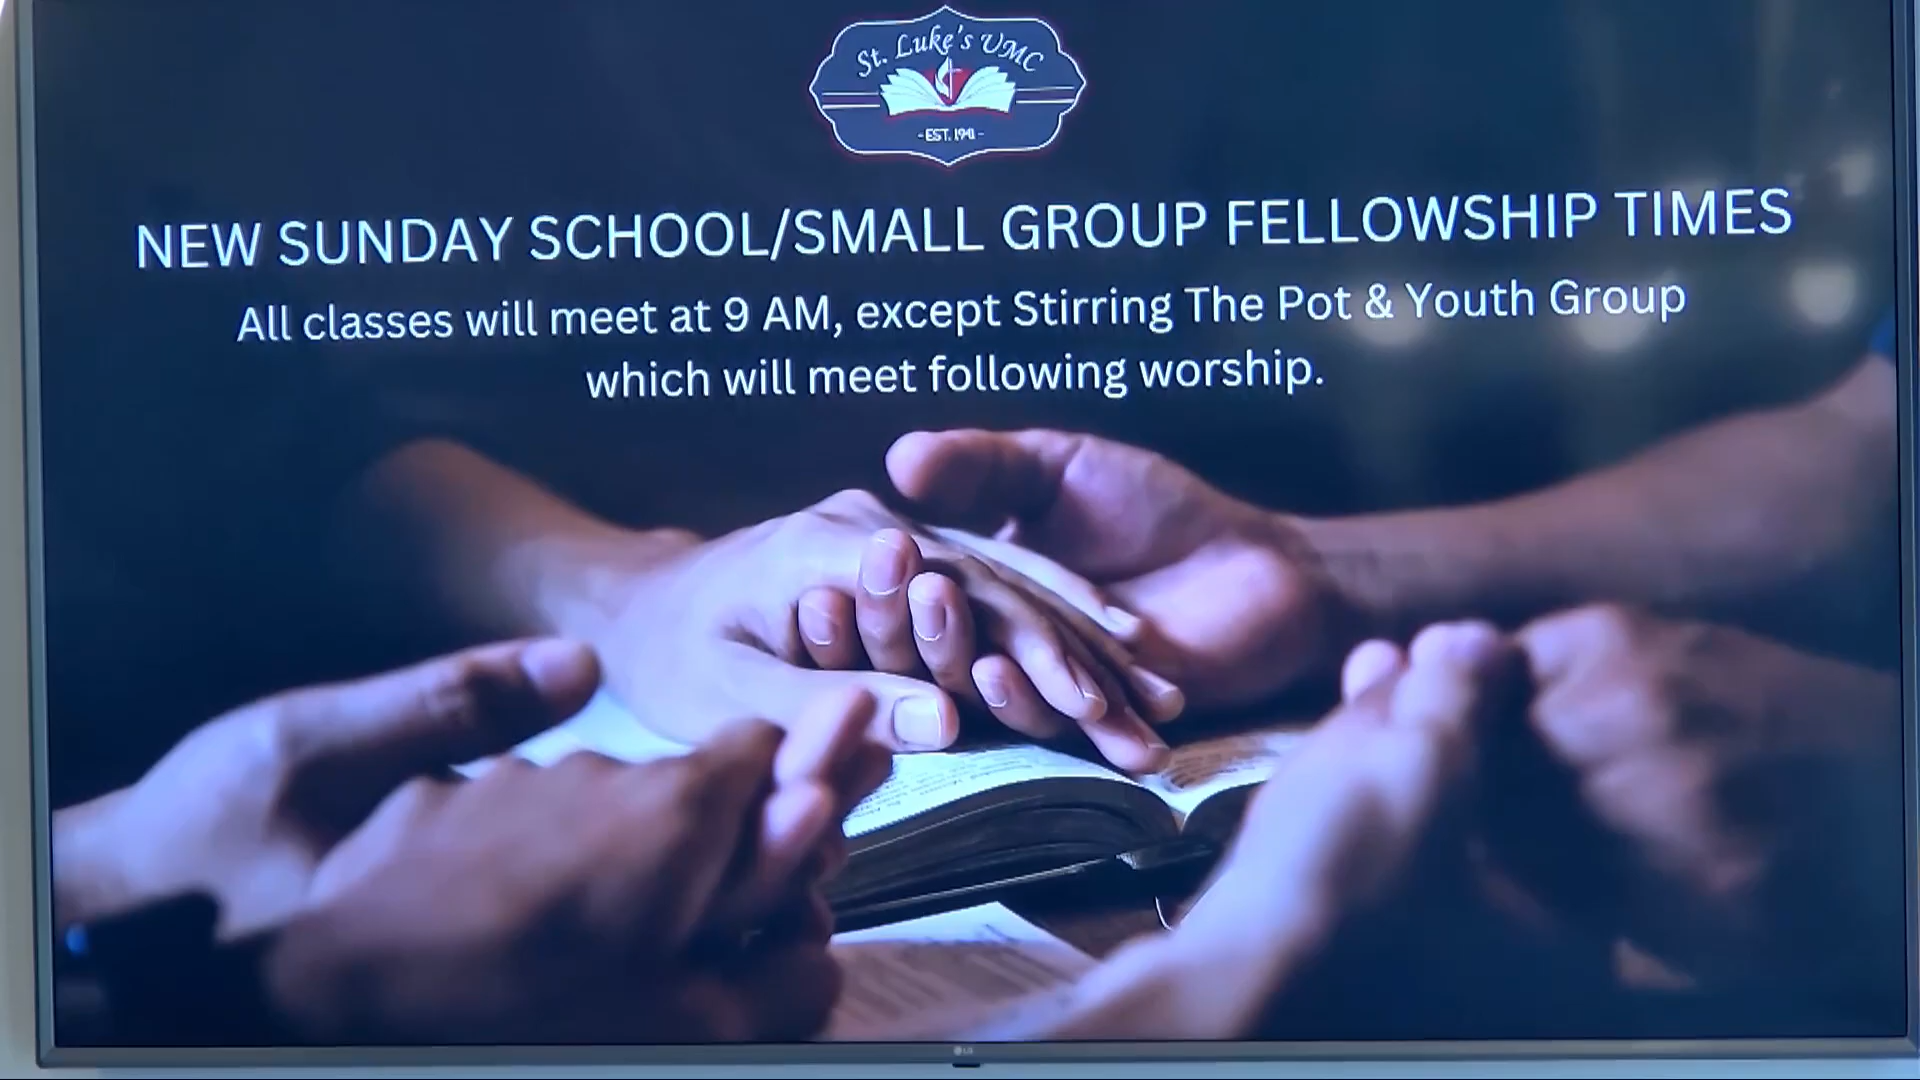 St. Luke's UMC
- EST. 1941 -
NEW SUNDAY SCHOOL/SMALL GROUP FELLOWSHIP TIMES
All classes will meet at 9 AM, except Stirring The Pot & Youth Group
which will meet following worship.
LG